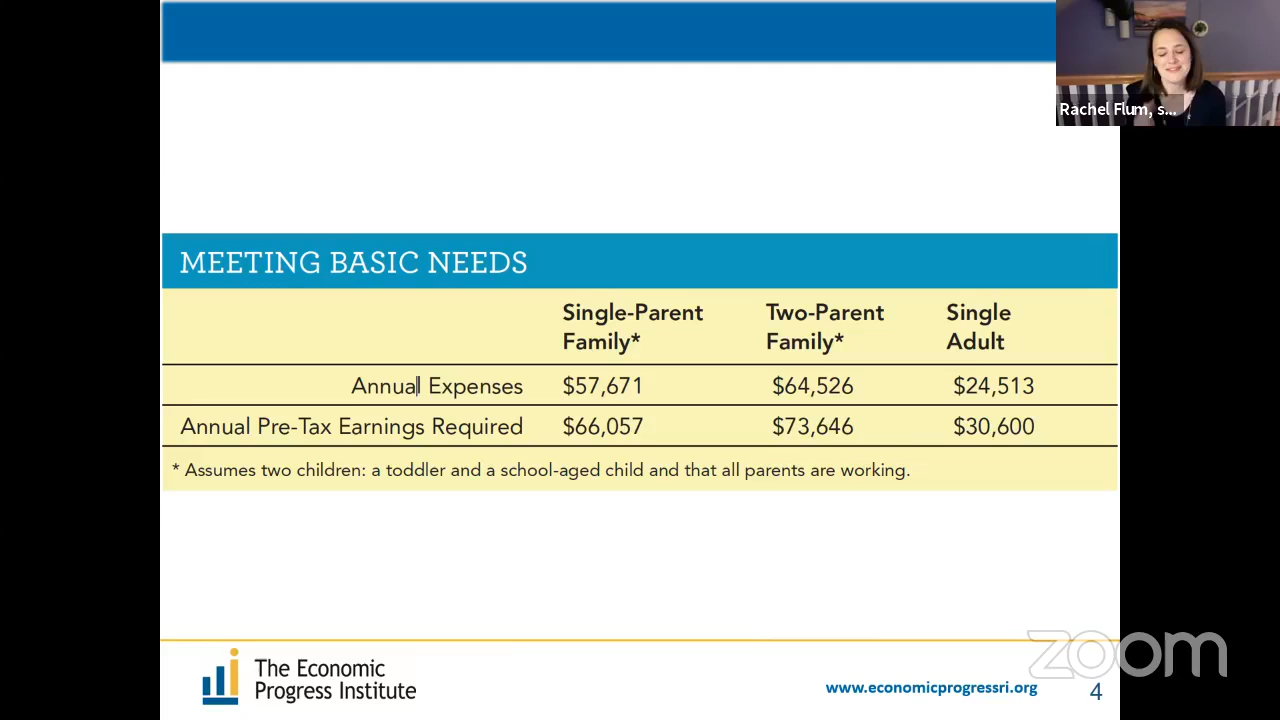 Rachel Flum, s...
MEETING BASIC NEEDS
Single-Parent Family* Two-Parent Family* Single Adult
Annual Expenses $57,671 $64,526 $24,513
Annual Pre-Tax Earnings Required $66,057 $73,646 $30,600
* Assumes two children: a toddler and a school-aged child and that all parents are working.
The Economic
Progress Institute
www.economicprogressri.org 4
zoom